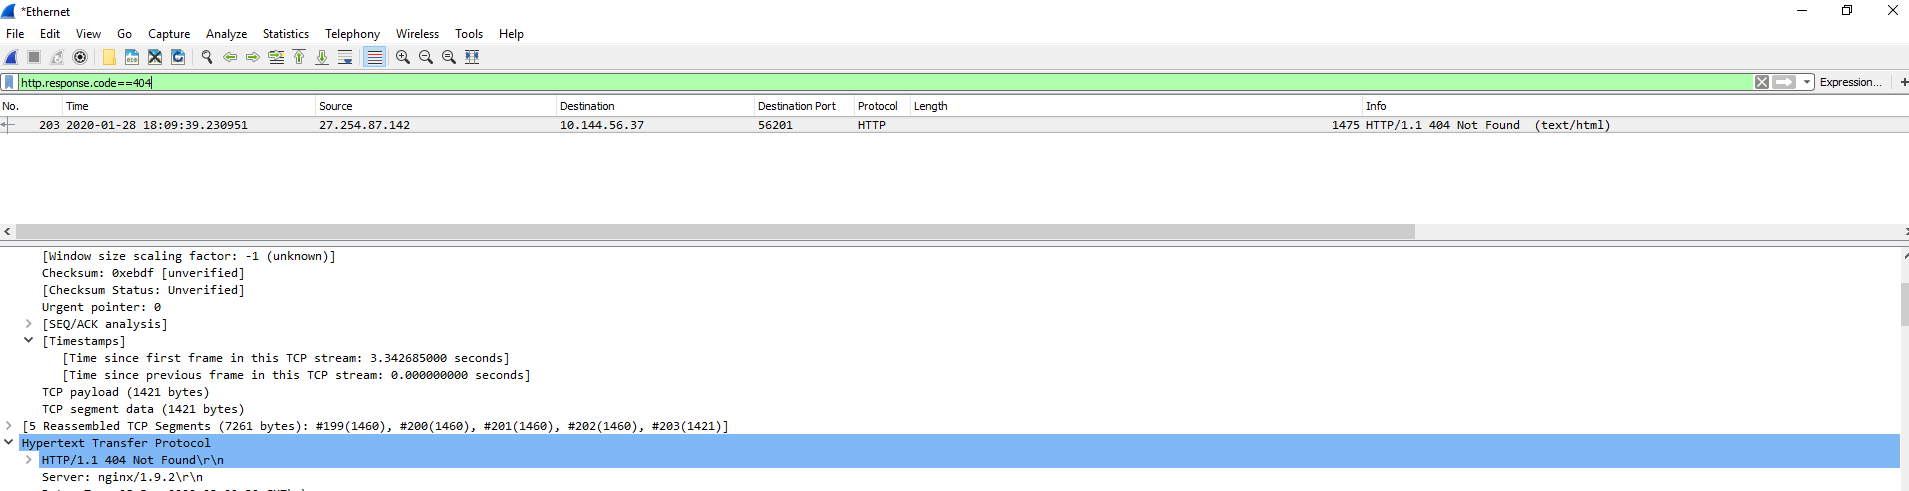 *Ethernet
File Edit View Go Capture Analyze Statistics Telephony Wireless Tools Help
http.response.code==404 Expression... +
No. Time Source Destination Destination Port Protocol Length Info
203 2020-01-28 18:09:39.230951 27.254.87.142 10.144.56.37 56201 HTTP 1475 HTTP/1.1 404 Not Found (text/html)
[Window size scaling factor: -1 (unknown)]
Checksum: 0xebdf [unverified]
[Checksum Status: Unverified]
Urgent pointer: 0
[SEQ/ACK analysis]
[Timestamps]
[Time since first frame in this TCP stream: 3.342685000 seconds]
[Time since previous frame in this TCP stream: 0.000000000 seconds]
TCP payload (1421 bytes)
TCP segment data (1421 bytes)
[5 Reassembled TCP Segments (7261 bytes): #199(1460), #200(1460), #201(1460), #202(1460), #203(1421)]
Hypertext Transfer Protocol
HTTP/1.1 404 Not Found\r\n
Server: nginx/1.9.2\r\n